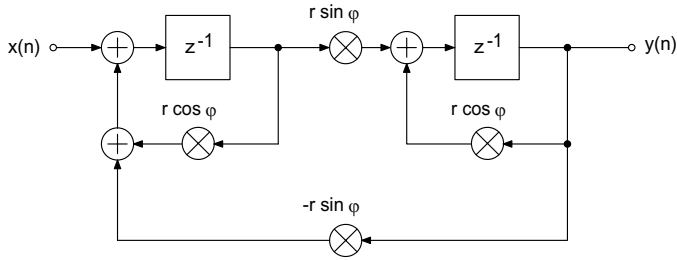 r sin φ
x(n)
z⁻¹
z⁻¹
y(n)
r cos φ
r cos φ
-r sin φ